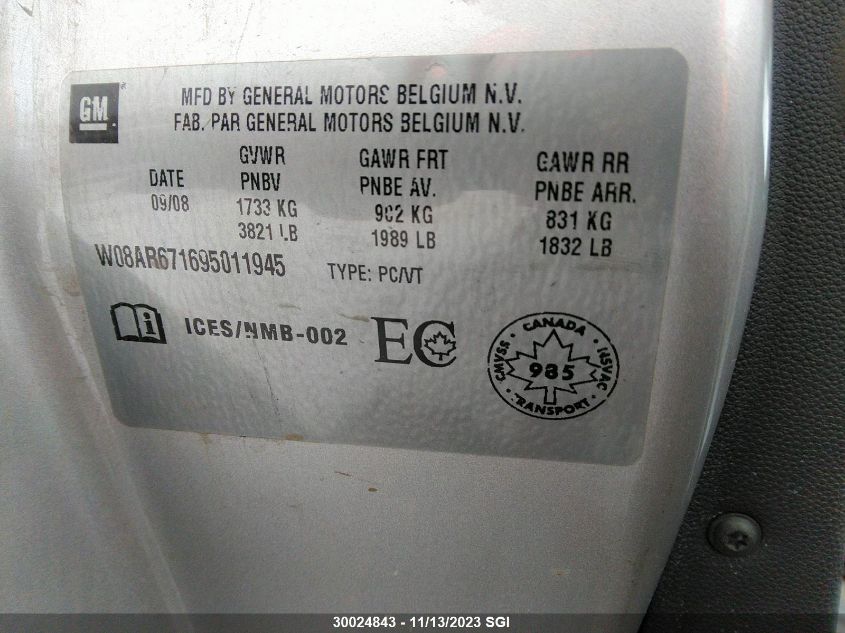 GM
MFD BY GENERAL MOTORS BELGIUM N.V.
FAB. PAR GENERAL MOTORS BELGIUM N.V.
DATE GVWR GAWR FRT GAWR RR
PNBV PNBE AV. PNBE ARR.
09/08 1733 KG 902 KG 831 KG
3821 LB 1989 LB 1832 LB
W08AR671695011945 TYPE: PC/VT
i ICES/NMB-002 EC
CANADA
CMVSS 985 NSVAC
TRANSPORT
30024843 - 11/13/2023 SGI